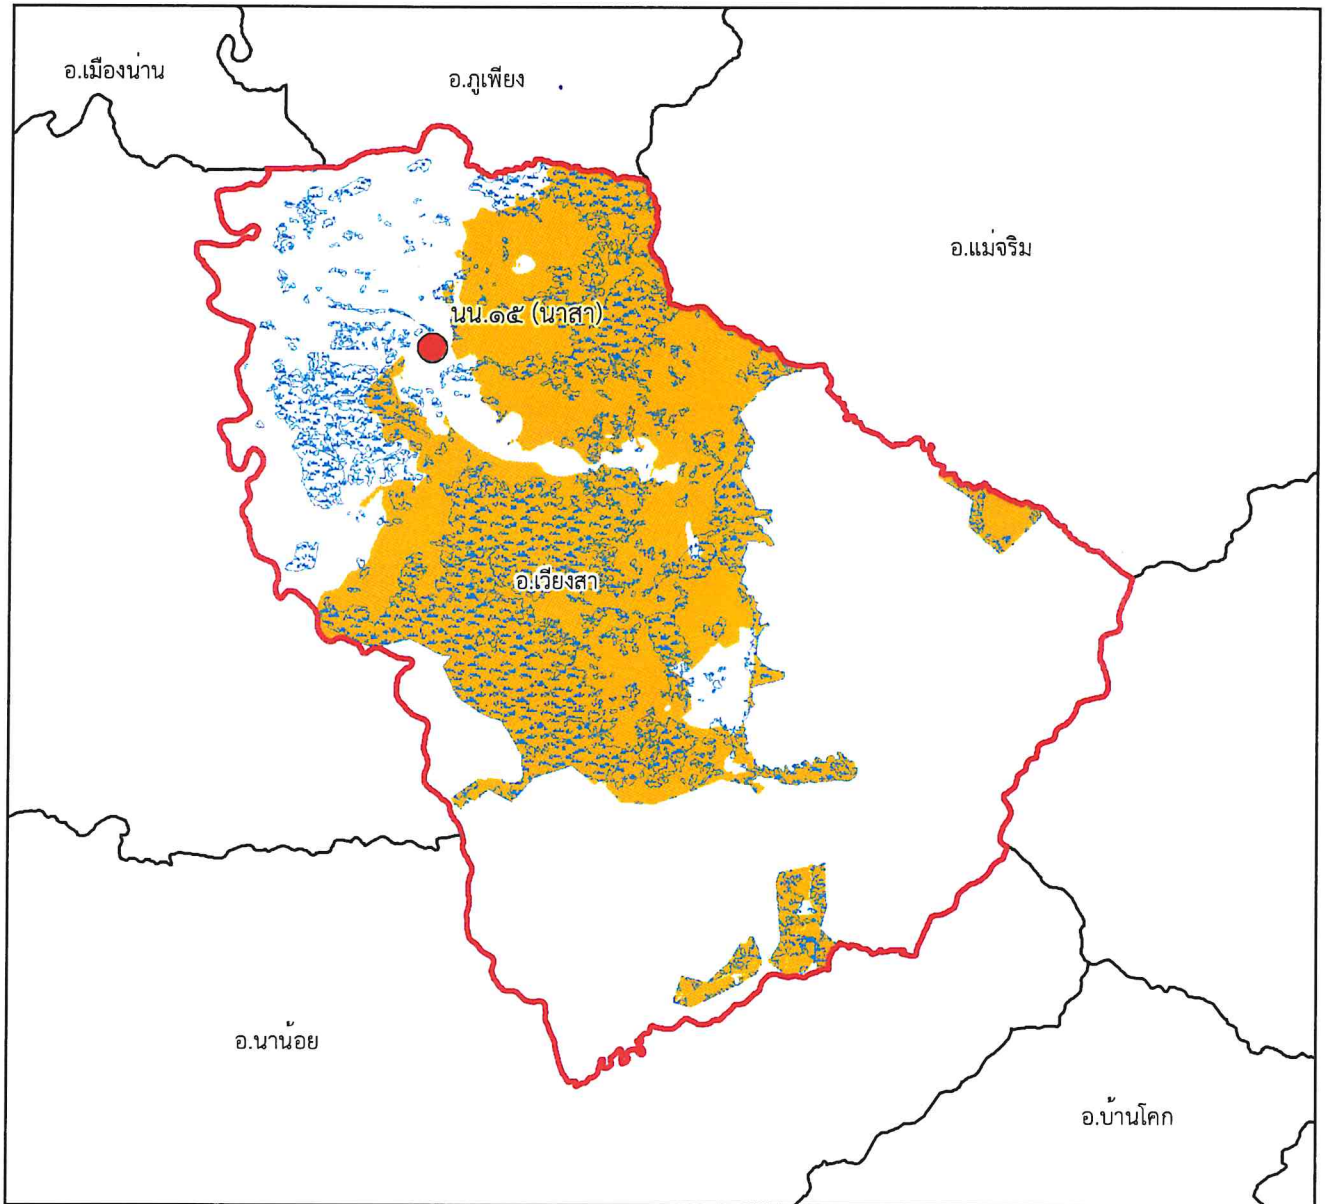 อ.เมืองน่าน
อ.ภูเพียง
อ.แม่จริม
นน.๑๕ (นาสา)
อ.เวียงสา
อ.นาน้อย
อ.บ้านโคก